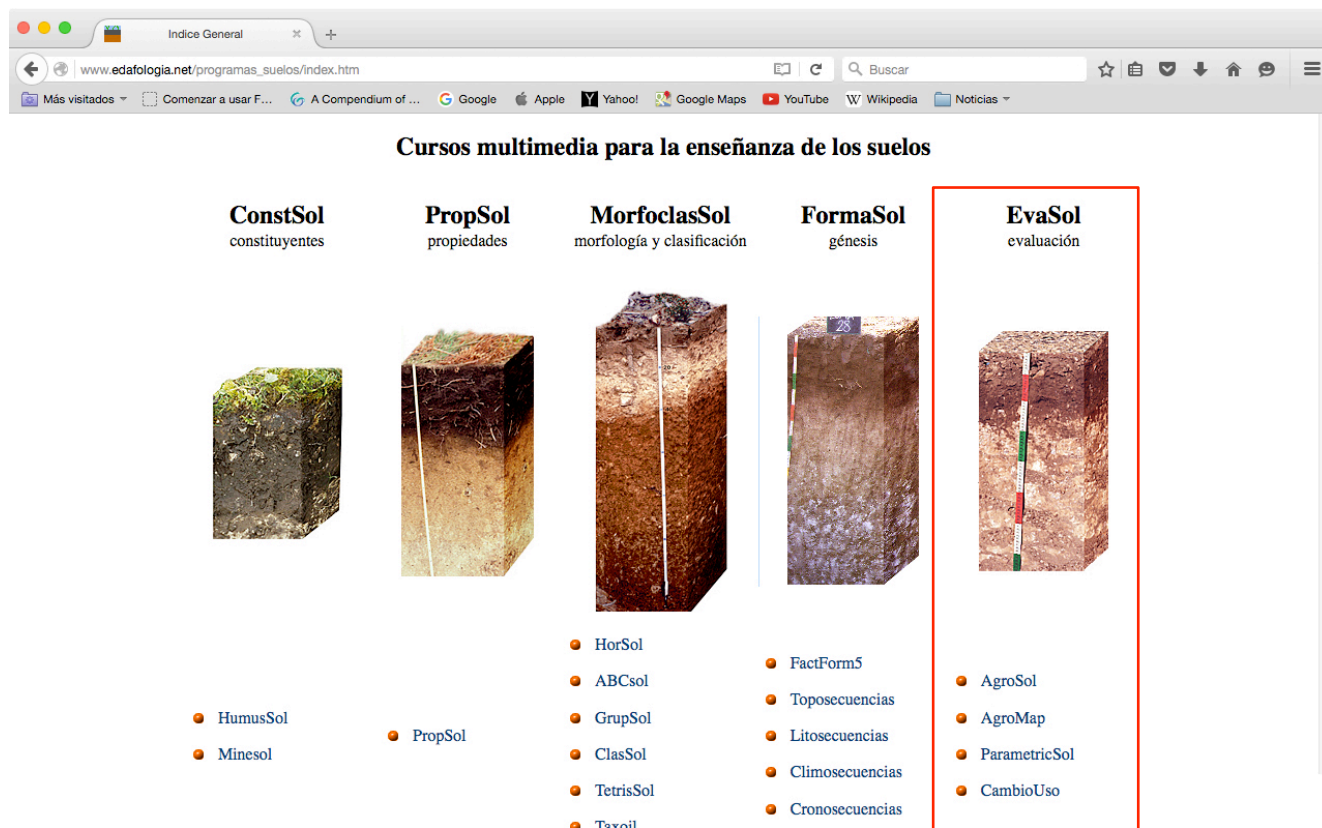 Indice General
www.edafologia.net/programas_suelos/index.htm
Buscar
Más visitados
Comenzar a usar F...
A Compendium of ...
Google
Apple
Yahoo!
Google Maps
YouTube
Wikipedia
Noticias
Cursos multimedia para la enseñanza de los suelos
ConstSol
constituyentes
PropSol
propiedades
MorfoclasSol
morfología y clasificación
FormaSol
génesis
EvaSol
evaluación
28
HumusSol
Minesol
PropSol
HorSol
ABCsol
GrupSol
ClasSol
TetrisSol
Taxoil
FactForm5
Toposecuencias
Litosecuencias
Climosecuencias
Cronosecuencias
AgroSol
AgroMap
ParametricSol
CambioUso